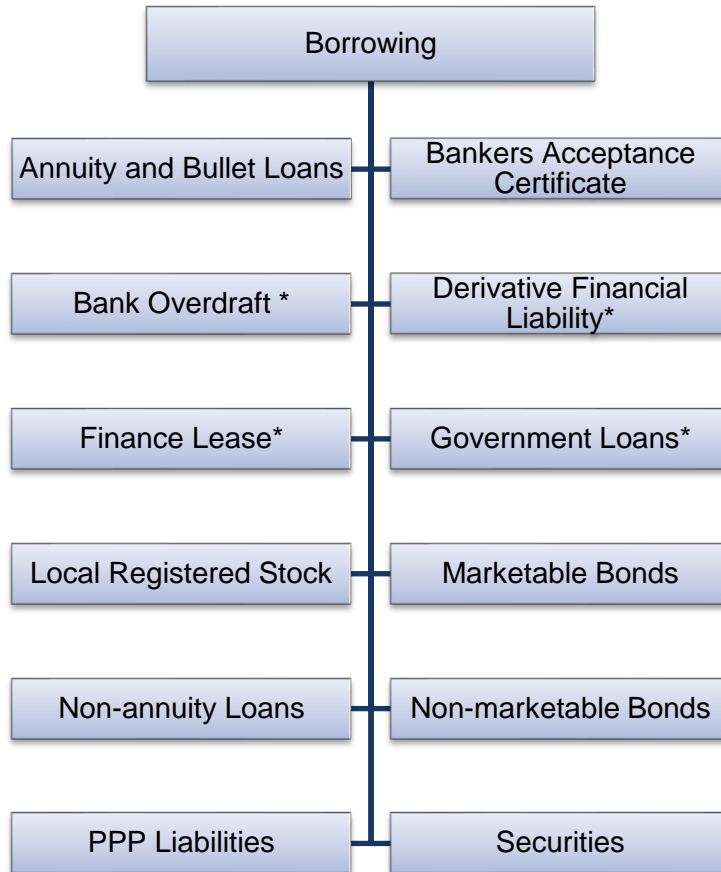 Borrowing
Annuity and Bullet Loans
Bankers Acceptance
Certificate
Bank Overdraft *
Derivative Financial
Liability*
Finance Lease*
Government Loans*
Local Registered Stock
Marketable Bonds
Non-annuity Loans
Non-marketable Bonds
PPP Liabilities
Securities